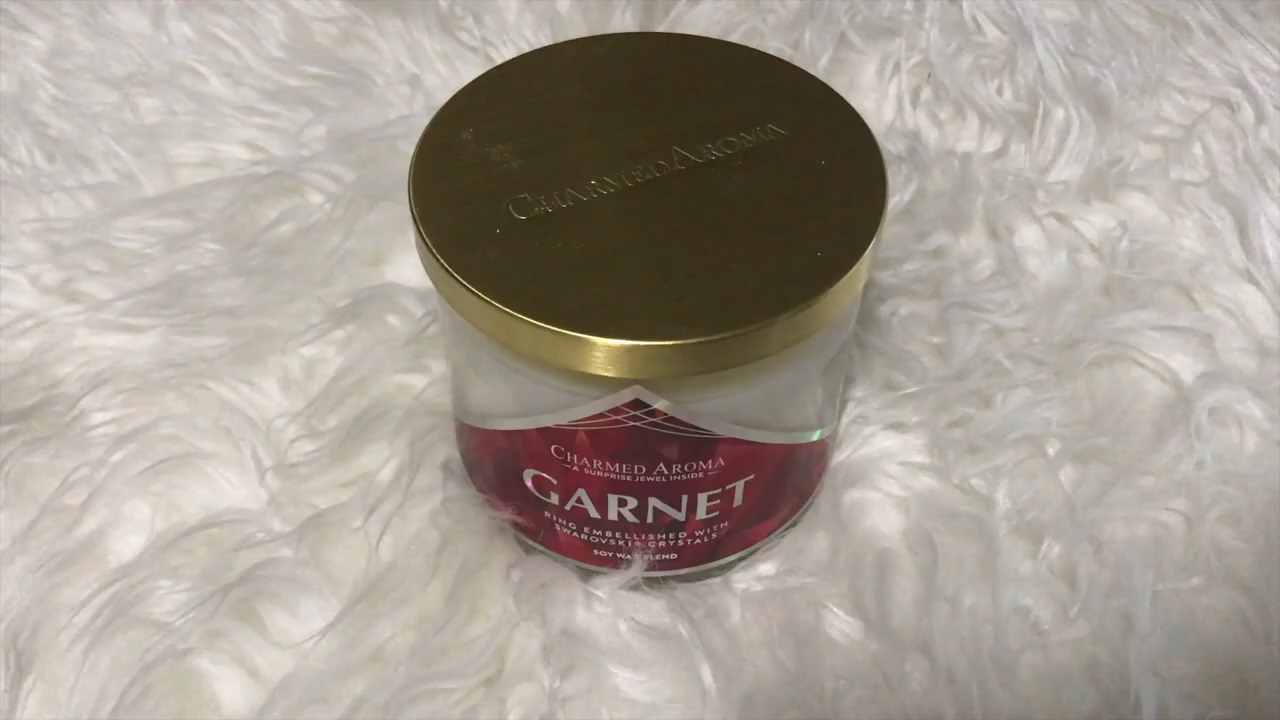 CHARMEDAROMA
CHARMED AROMA
— A SURPRISE JEWEL INSIDE —
GARNET
RING EMBELLISHED WITH
SWAROVSKI® CRYSTALS
SOY WAX BLEND